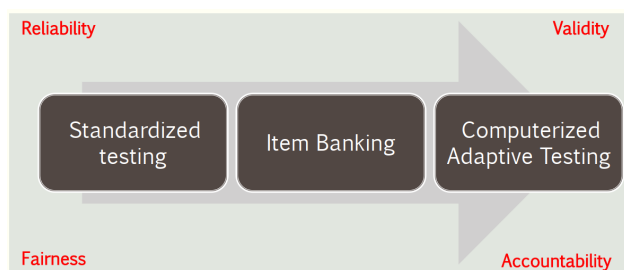 Reliability
Validity
Standardized
testing
Item Banking
Computerized
Adaptive Testing
Fairness
Accountability